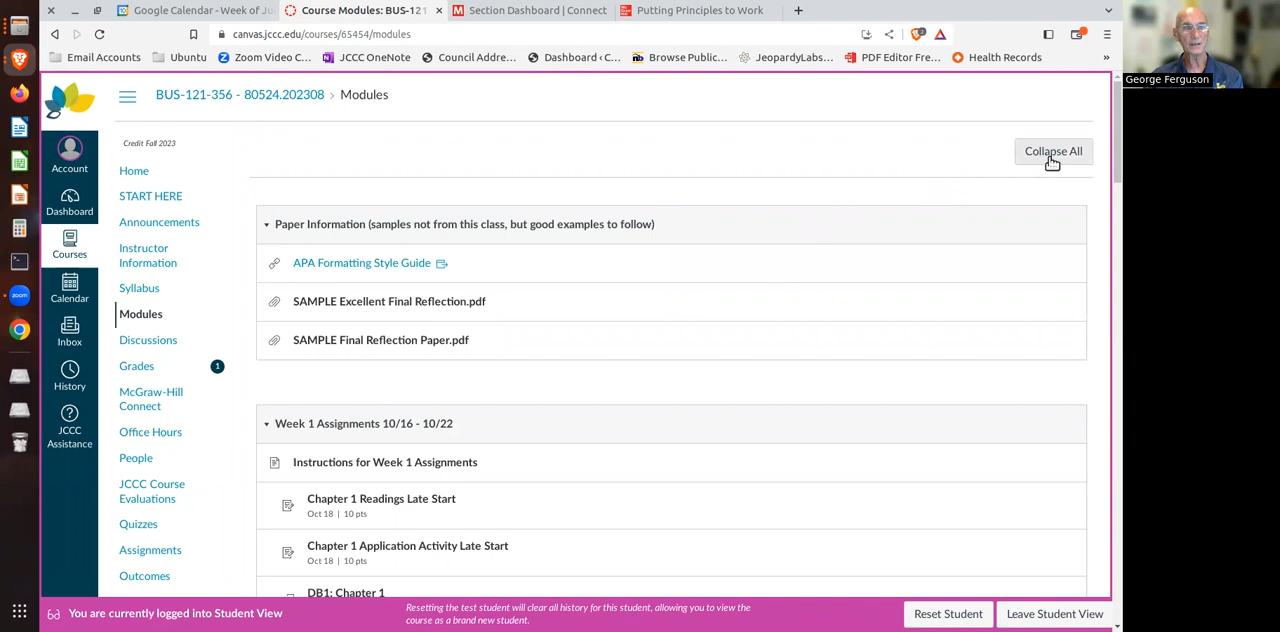 Google Calendar - Week of Ju
Course Modules: BUS-121
Section Dashboard | Connect
Putting Principles to Work
canvas.jccc.edu/courses/65454/modules
Email Accounts
Ubuntu
Zoom Video C...
JCCC OneNote
Council Addre...
Dashboard ‹ C...
Browse Public...
JeopardyLabs...
PDF Editor Fre...
Health Records
»
George Ferguson
BUS-121-356 - 80524.202308 › Modules
Credit Fall 2023
Collapse All
Account
Dashboard
Courses
Calendar
Inbox
History
JCCC
Assistance
zoom
Home
START HERE
Announcements
Instructor
Information
Syllabus
Modules
Discussions
Grades 1
McGraw-Hill
Connect
Office Hours
People
JCCC Course
Evaluations
Quizzes
Assignments
Outcomes
Paper Information (samples not from this class, but good examples to follow)
APA Formatting Style Guide
SAMPLE Excellent Final Reflection.pdf
SAMPLE Final Reflection Paper.pdf
Week 1 Assignments 10/16 - 10/22
Instructions for Week 1 Assignments
Chapter 1 Readings Late Start
Oct 18 | 10 pts
Chapter 1 Application Activity Late Start
Oct 18 | 10 pts
DB1: Chapter 1
You are currently logged into Student View
Resetting the test student will clear all history for this student, allowing you to view the
course as a brand new student.
Reset Student
Leave Student View